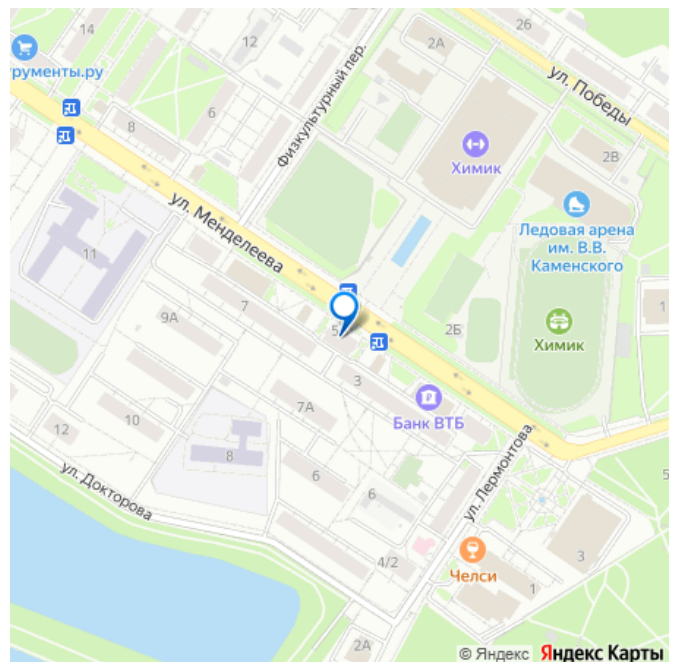 14
12
2А
26
ул. Победы
рументы.ру
8
6
Физкультурный пер.
Химик
2В
ул. Менделеева
Ледовая арена
им. В.В.
Каменского
11
9А
7
5
2Б
1
Химик
3
7А
Банк ВТБ
12
10
8
6
6
ул. Лермонтова
5
ул. Докторова
4/2
3
Челси
1
2А
© Яндекс Яндекс Карты